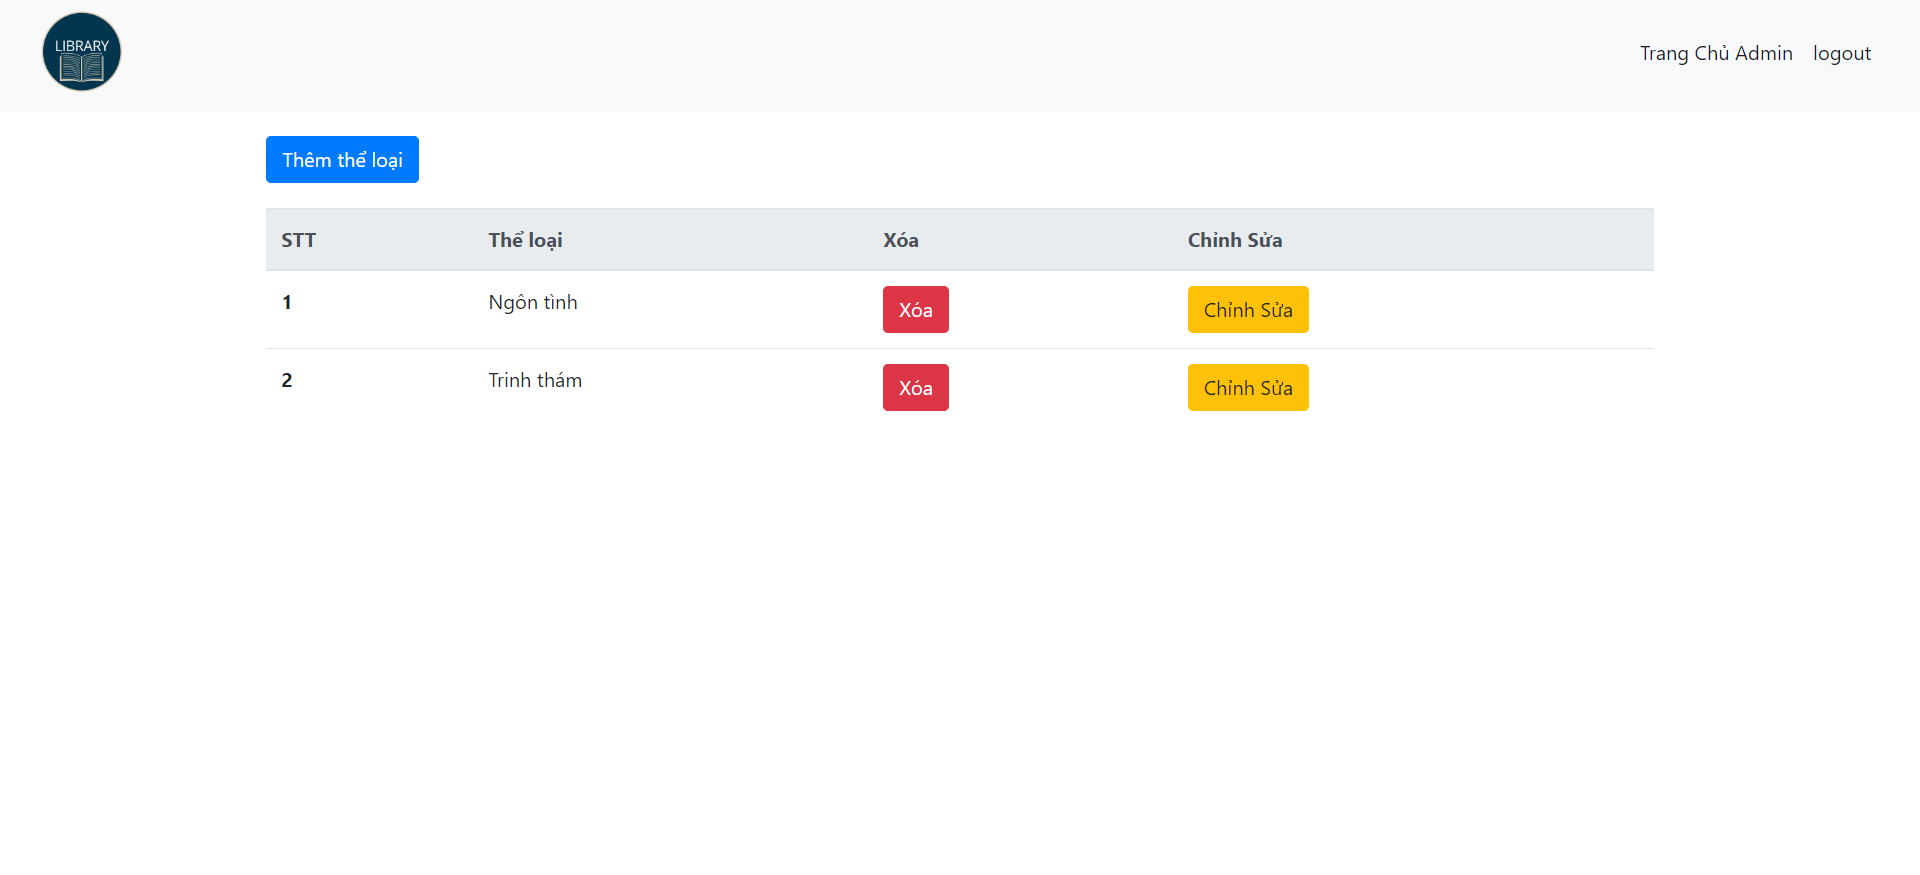 LIBRARY
Trang Chủ Admin logout
Thêm thể loại
STT Thể loại Xóa Chỉnh Sửa
1 Ngôn tình Xóa Chỉnh Sửa
2 Trinh thám Xóa Chỉnh Sửa